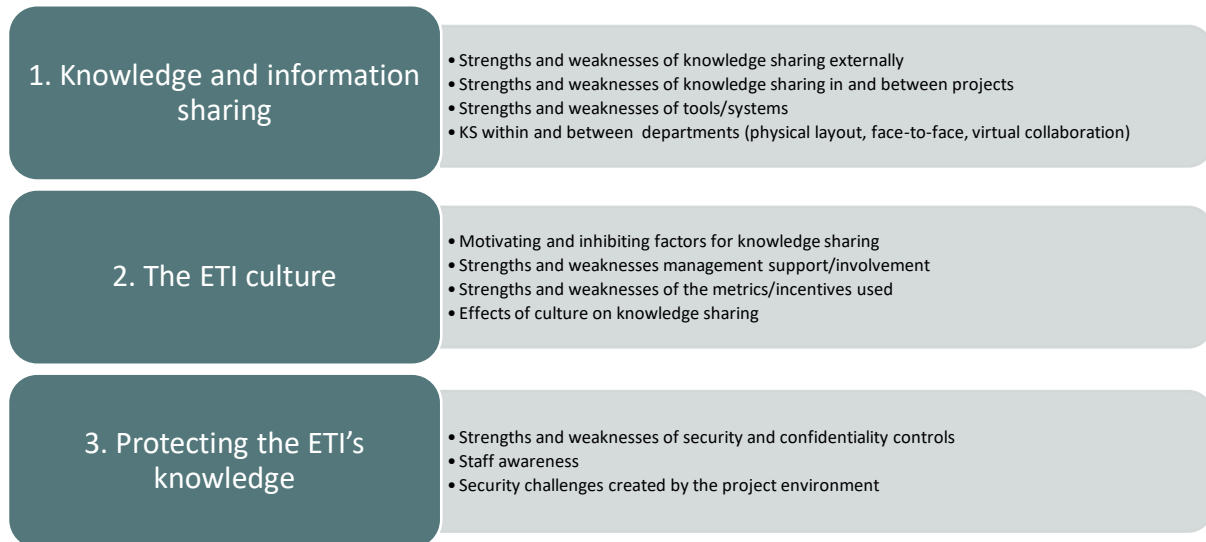 1. Knowledge and information
sharing
• Strengths and weaknesses of knowledge sharing externally
• Strengths and weaknesses of knowledge sharing in and between projects
• Strengths and weaknesses of tools/systems
• KS within and between departments (physical layout, face-to-face, virtual collaboration)
2. The ETI culture
• Motivating and inhibiting factors for knowledge sharing
• Strengths and weaknesses management support/involvement
• Strengths and weaknesses of the metrics/incentives used
• Effects of culture on knowledge sharing
3. Protecting the ETI’s
knowledge
• Strengths and weaknesses of security and confidentiality controls
• Staff awareness
• Security challenges created by the project environment